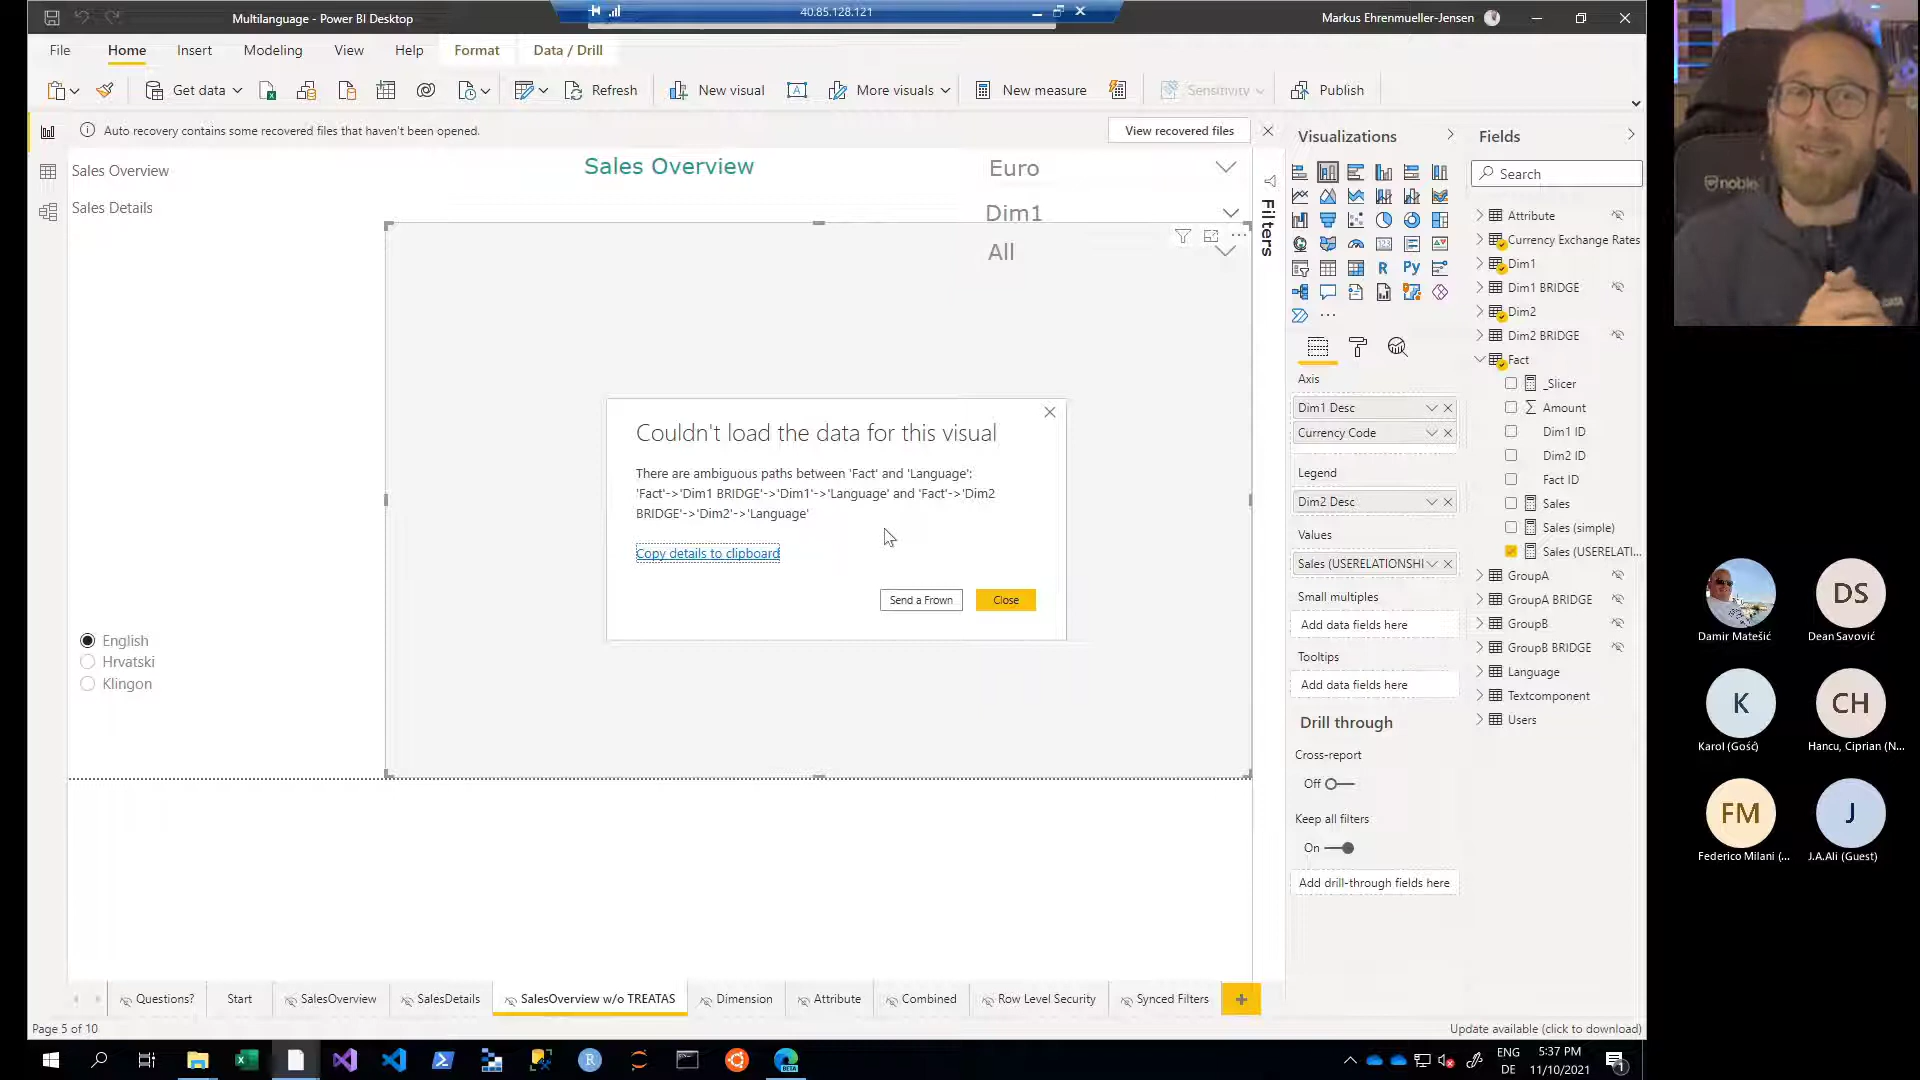 Multilanguage - Power BI Desktop
40.85.128.121
Markus Ehrenmueller-Jensen
File
Home
Insert
Modeling
View
Help
Format
Data / Drill
Get data
Refresh
New visual
More visuals
New measure
Sensitivity
Publish
Auto recovery contains some recovered files that haven't been opened.
View recovered files
Sales Overview
Sales Details
Sales Overview
Euro
Dim1
All
Filters
Couldn't load the data for this visual
There are ambiguous paths between 'Fact' and 'Language':
'Fact'->'Dim1 BRIDGE'->'Dim1'->'Language' and 'Fact'->'Dim2
BRIDGE'->'Dim2'->'Language'
Copy details to clipboard
Send a Frown
Close
English
Hrvatski
Klingon
Visualizations
R
Py
123
Axis
Dim1 Desc
Currency Code
Legend
Dim2 Desc
Values
Sales (USERELATIONSHI
Small multiples
Add data fields here
Tooltips
Add data fields here
Drill through
Cross-report
Off
Keep all filters
On
Add drill-through fields here
Fields
Search
Attribute
Currency Exchange Rates
Dim1
Dim1 BRIDGE
Dim2
Dim2 BRIDGE
Fact
_Slicer
Amount
Dim1 ID
Dim2 ID
Fact ID
Sales
Sales (simple)
Sales (USERELATI...
GroupA
GroupA BRIDGE
GroupB
GroupB BRIDGE
Language
Textcomponent
Users
Questions?
Start
SalesOverview
SalesDetails
SalesOverview w/o TREATAS
Dimension
Attribute
Combined
Row Level Security
Synced Filters
Page 5 of 10
Update available (click to download)
R
BETA
ENG
DE
5:37 PM
11/10/2021
1
noble
DATA
Damir Matešić
DS
Dean Savović
K
Karol (Gość)
CH
Hancu, Ciprian (N...
FM
Federico Milani (...
J
J.A.Ali (Guest)